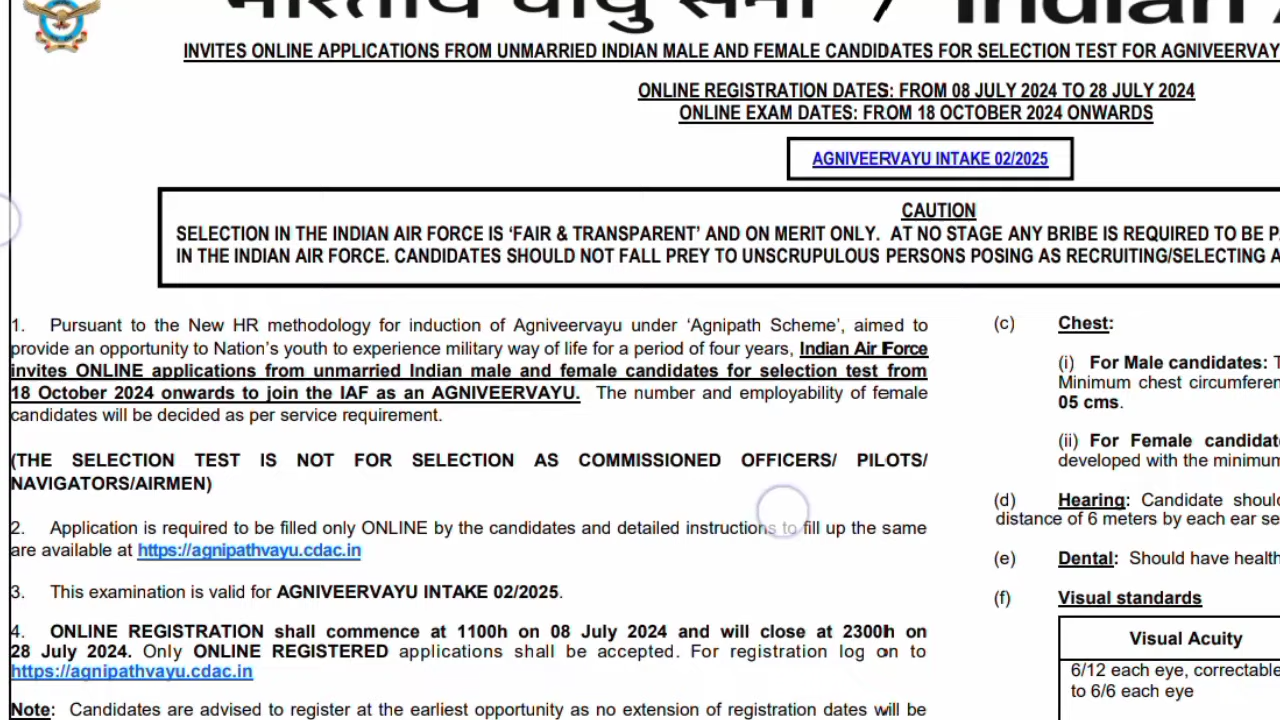 भारतीय वायु सेना / Indian
INVITES ONLINE APPLICATIONS FROM UNMARRIED INDIAN MALE AND FEMALE CANDIDATES FOR SELECTION TEST FOR AGNIVEERVAY
ONLINE REGISTRATION DATES: FROM 08 JULY 2024 TO 28 JULY 2024
ONLINE EXAM DATES: FROM 18 OCTOBER 2024 ONWARDS
AGNIVEERVAYU INTAKE 02/2025
CAUTION
SELECTION IN THE INDIAN AIR FORCE IS ‘FAIR & TRANSPARENT’ AND ON MERIT ONLY. AT NO STAGE ANY BRIBE IS REQUIRED TO BE
IN THE INDIAN AIR FORCE. CANDIDATES SHOULD NOT FALL PREY TO UNSCRUPULOUS PERSONS POSING AS RECRUITING/SELECTING
1. Pursuant to the New HR methodology for induction of Agniveervayu under ‘Agnipath Scheme’, aimed to
provide an opportunity to Nation’s youth to experience military way of life for a period of four years, Indian Air Force
invites ONLINE applications from unmarried Indian male and female candidates for selection test from
18 October 2024 onwards to join the IAF as an AGNIVEERVAYU. The number and employability of female
candidates will be decided as per service requirement.
(THE SELECTION TEST IS NOT FOR SELECTION AS COMMISSIONED OFFICERS/ PILOTS/
NAVIGATORS/AIRMEN)
2. Application is required to be filled only ONLINE by the candidates and detailed instructions to fill up the same
are available at https://agnipathvayu.cdac.in
3. This examination is valid for AGNIVEERVAYU INTAKE 02/2025.
4. ONLINE REGISTRATION shall commence at 1100h on 08 July 2024 and will close at 2300h on
28 July 2024. Only ONLINE REGISTERED applications shall be accepted. For registration log on to
https://agnipathvayu.cdac.in
Note: Candidates are advised to register at the earliest opportunity as no extension of registration dates will be
(c) Chest:
(i) For Male candidates:
Minimum chest circumferen
05 cms.
(ii) For Female candidat
developed with the minimum
(d) Hearing: Candidate shoul
distance of 6 meters by each ear se
(e) Dental: Should have health
(f) Visual standards
Visual Acuity
6/12 each eye, correctable
to 6/6 each eye